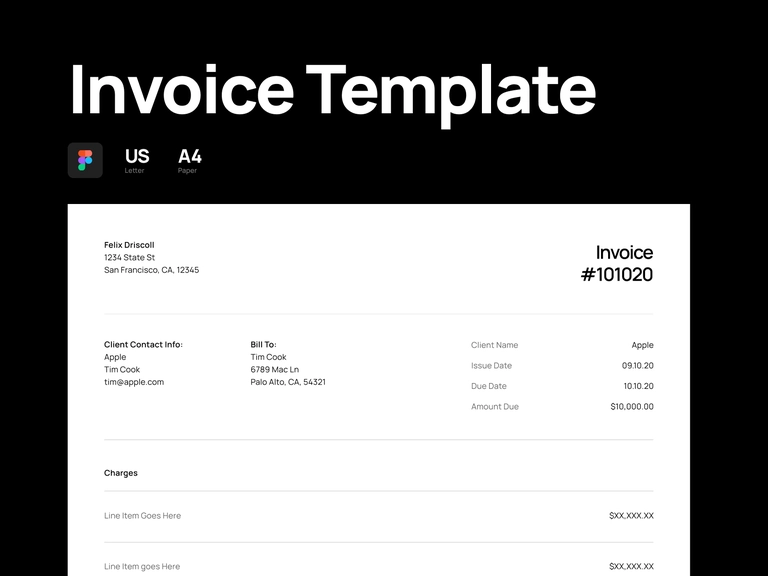 Invoice Template
US
Letter
A4
Paper
Felix Driscoll
1234 State St
San Francisco, CA, 12345
Invoice
#101020
Client Contact Info:
Apple
Tim Cook
tim@apple.com
Bill To:
Tim Cook
6789 Mac Ln
Palo Alto, CA, 54321
Client Name Apple
Issue Date 09.10.20
Due Date 10.10.20
Amount Due $10,000.00
Charges
Line Item Goes Here $XX,XXX.XX
Line Item goes Here $XX,XXX.XX